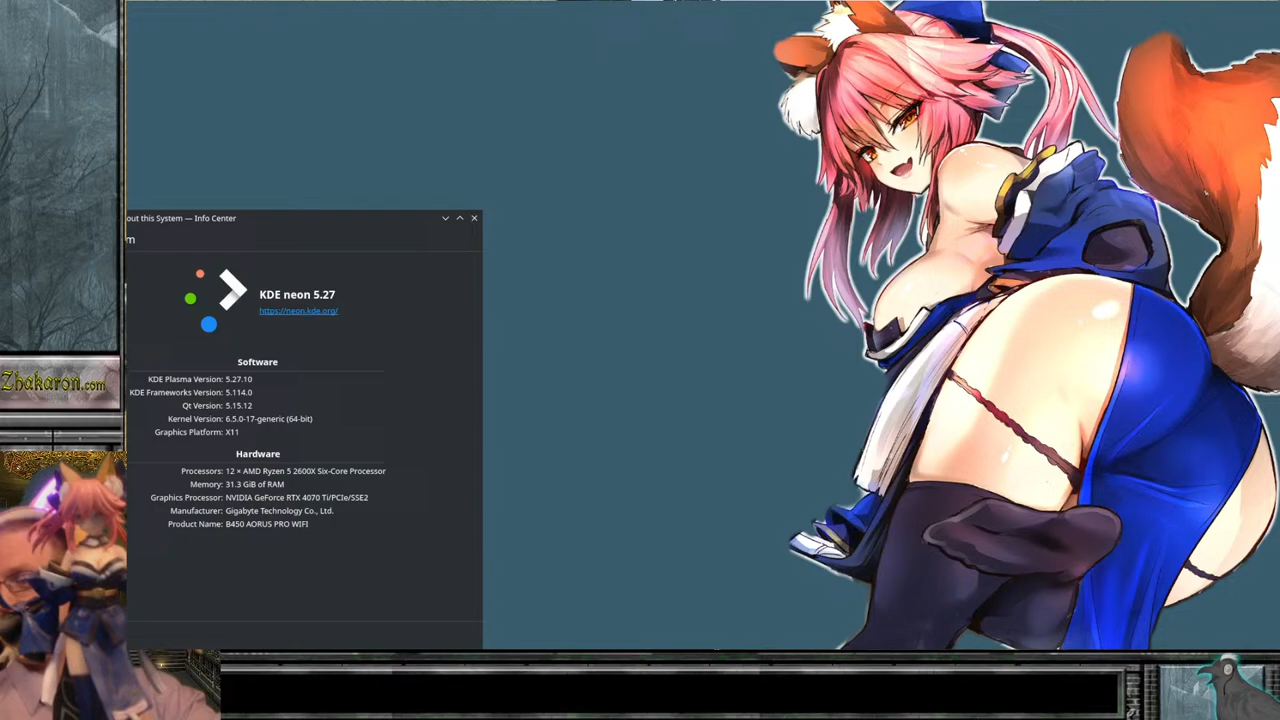 out this System — Info Center
m
KDE neon 5.27
https://neon.kde.org/
Software
KDE Plasma Version: 5.27.10
KDE Frameworks Version: 5.114.0
Qt Version: 5.15.12
Kernel Version: 6.5.0-17-generic (64-bit)
Graphics Platform: X11
Zhakaron.com
Hardware
Processors: 12 × AMD Ryzen 5 2600X Six-Core Processor
Memory: 31.3 GiB of RAM
Graphics Processor: NVIDIA GeForce RTX 4070 Ti/PCIe/SSE2
Manufacturer: Gigabyte Technology Co., Ltd.
Product Name: B450 AORUS PRO WIFI